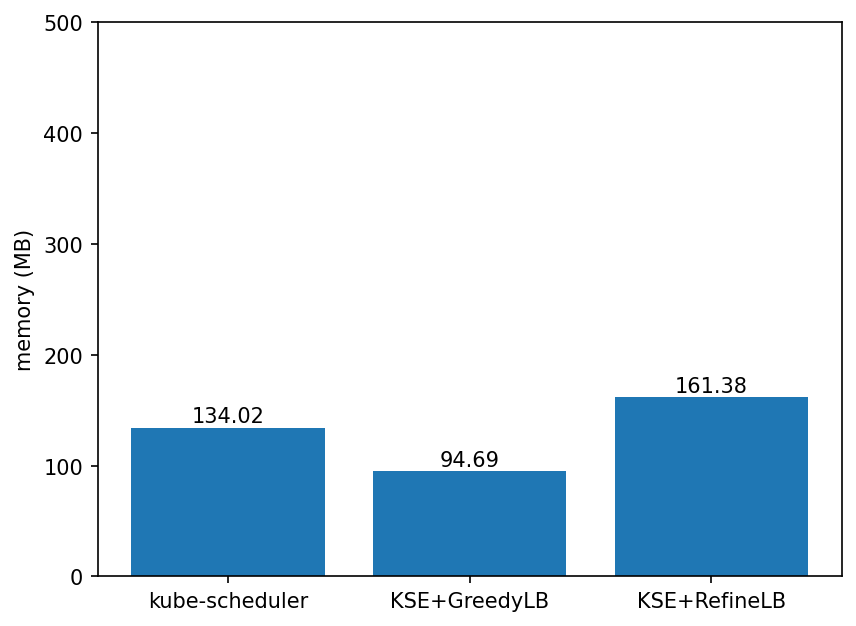 500
400
300
200
100
0
memory (MB)
134.02
94.69
161.38
kube-scheduler
KSE+GreedyLB
KSE+RefineLB